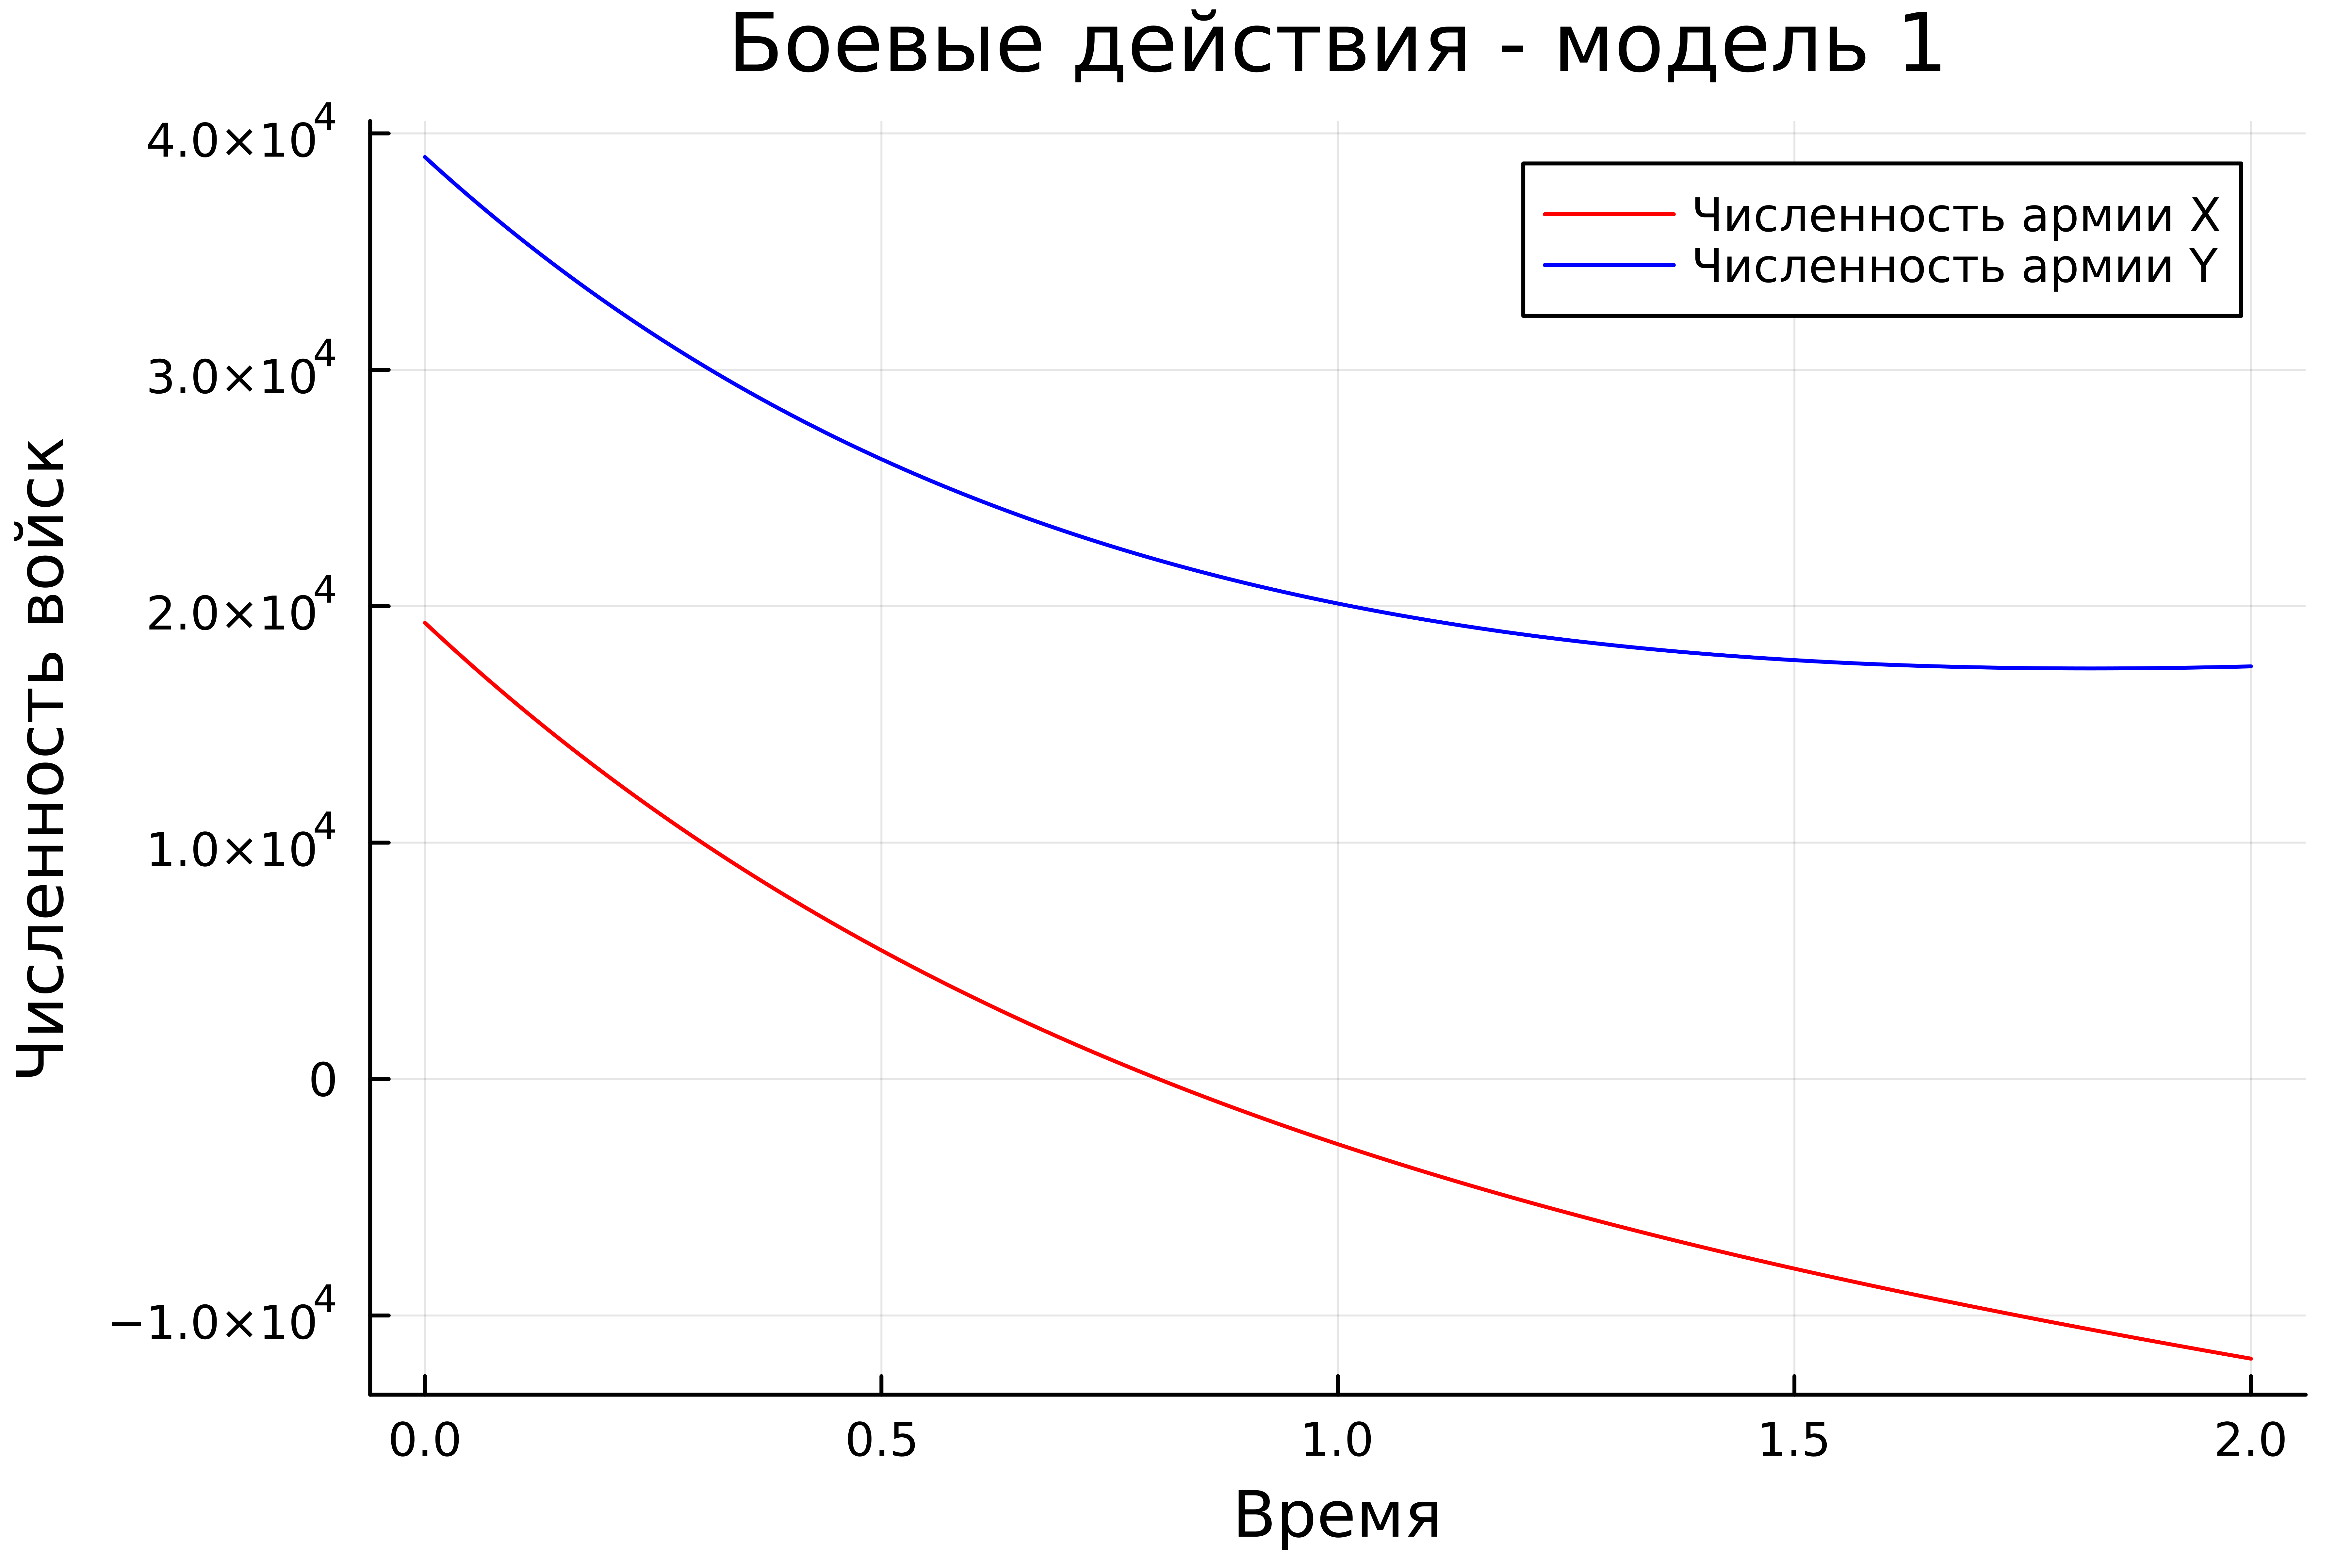 Боевые действия - модель 1
Численность войск
4.0×10⁴
3.0×10⁴
2.0×10⁴
1.0×10⁴
0
−1.0×10⁴
Численность армии X
Численность армии Y
0.0 0.5 1.0 1.5 2.0
Время